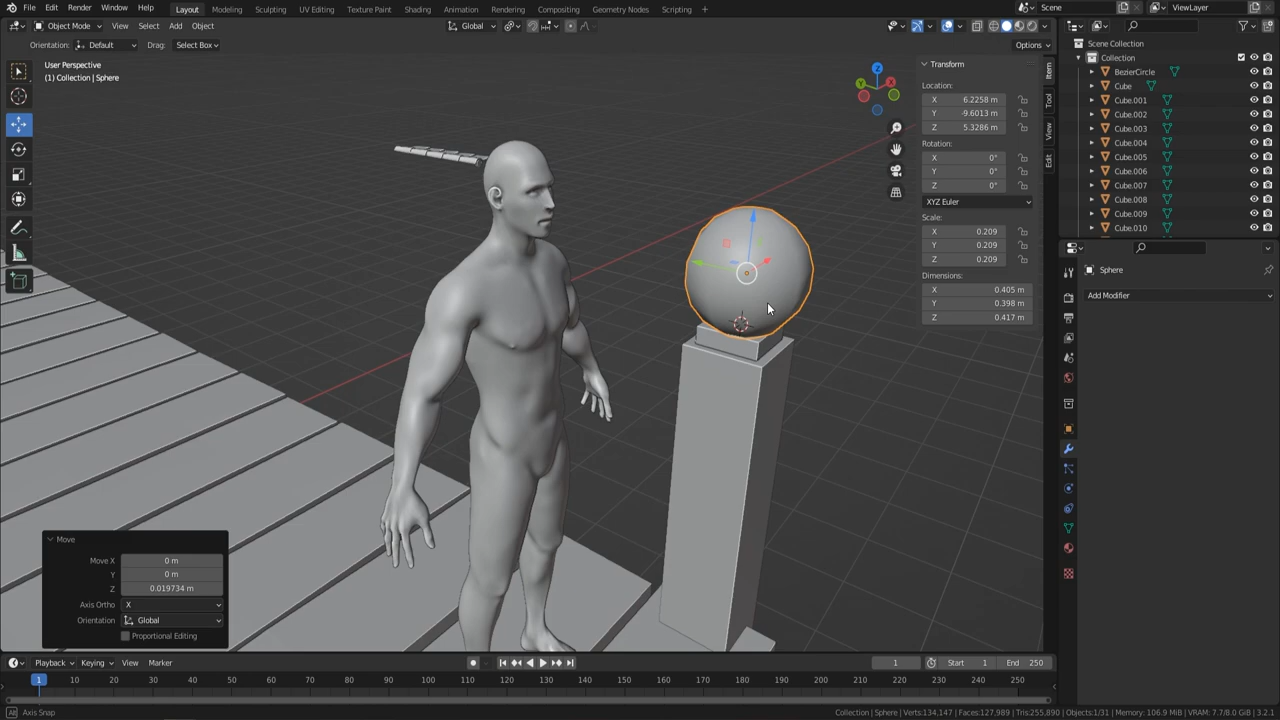 File Edit Render Window Help Layout Modeling Sculpting UV Editing Texture Paint Shading Animation Rendering Compositing Geometry Nodes Scripting + Scene ViewLayer
Object Mode View Select Add Object Global Options
Orientation: Default Drag: Select Box
User Perspective
(1) Collection | Sphere
Z
Y
X
Transform
Location:
X 6.2258 m
Y -9.6013 m
Z 5.3286 m
Rotation:
X 0°
Y 0°
Z 0°
XYZ Euler
Scale:
X 0.209
Y 0.209
Z 0.209
Dimensions:
X 0.405 m
Y 0.398 m
Z 0.417 m
Item
Tool
View
Edit
Scene Collection
Collection
BezierCircle
Cube
Cube.001
Cube.002
Cube.003
Cube.004
Cube.005
Cube.006
Cube.007
Cube.008
Cube.009
Cube.010
Sphere
Add Modifier
Move
Move X 0 m
Y 0 m
Z 0.019734 m
Axis Ortho X
Orientation Global
Proportional Editing
Playback Keying View Marker 1 Start 1 End 250
1 10 20 30 40 50 60 70 80 90 100 110 120 130 140 150 160 170 180 190 200 210 220 230 240 250
Axis Snap
Collection | Sphere | Verts:134,147 | Faces:127,989 | Tris:255,890 | Objects:1/31 | Memory: 106.9 MiB | VRAM: 7.7/8.0 GiB | 3.2.1